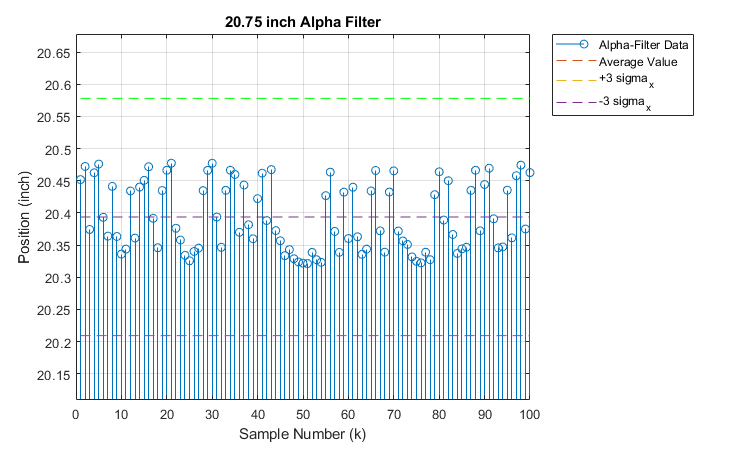 20.75 inch Alpha Filter
Alpha-Filter Data
Average Value
+3 sigma x
-3 sigma x
Position (inch)
20.65
20.6
20.55
20.5
20.45
20.4
20.35
20.3
20.25
20.2
20.15
0 10 20 30 40 50 60 70 80 90 100
Sample Number (k)